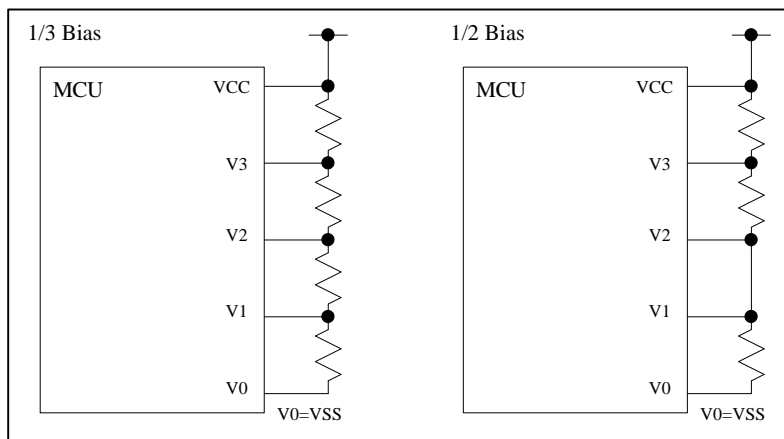 1/3 Bias
MCU
VCC
V3
V2
V1
V0
V0=VSS
1/2 Bias
MCU
VCC
V3
V2
V1
V0
V0=VSS